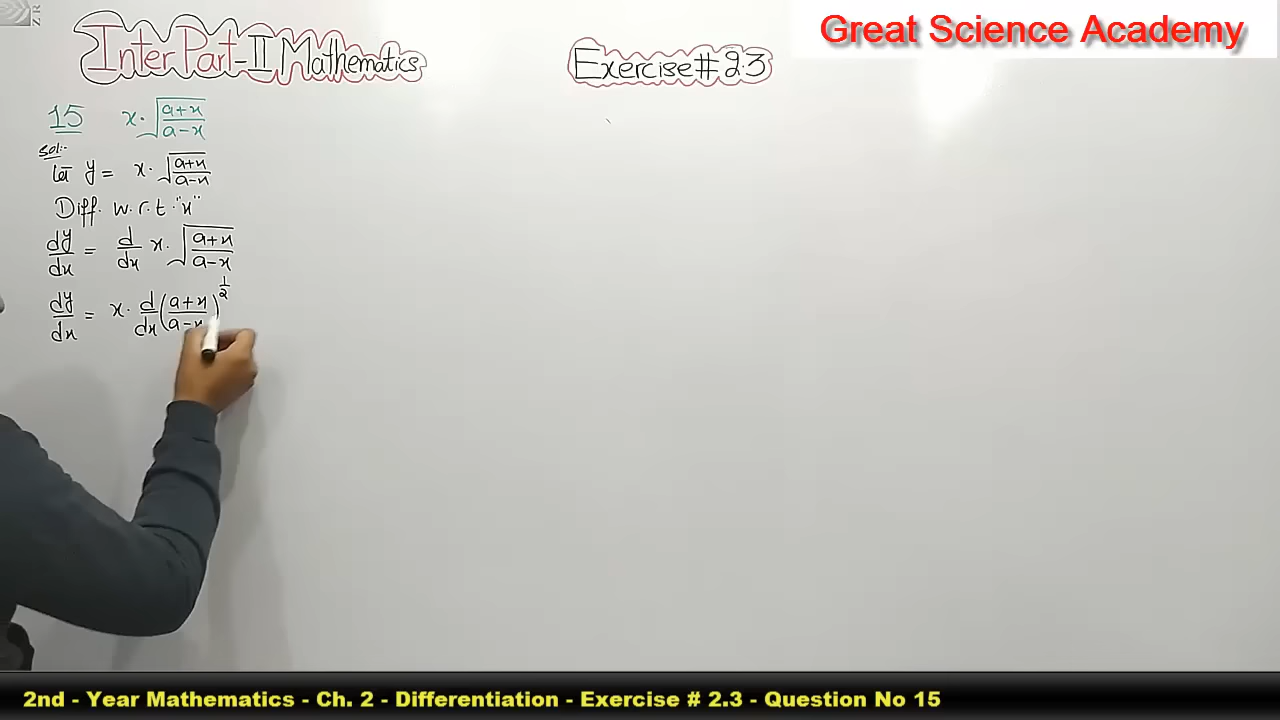 ZR
Great Science Academy
Inter Part-II Mathematics
Exercise # 2.3
15 x·√(a+x/a-x)
Sol:-
Let y = x·√(a+x/a-x)
Diff. w.r.t. "x"
dy/dx = d/dx x·√(a+x/a-x)
dy/dx = x· d/dx (a+x/a-x)^1/2
2nd - Year Mathematics - Ch. 2 - Differentiation - Exercise # 2.3 - Question No 15